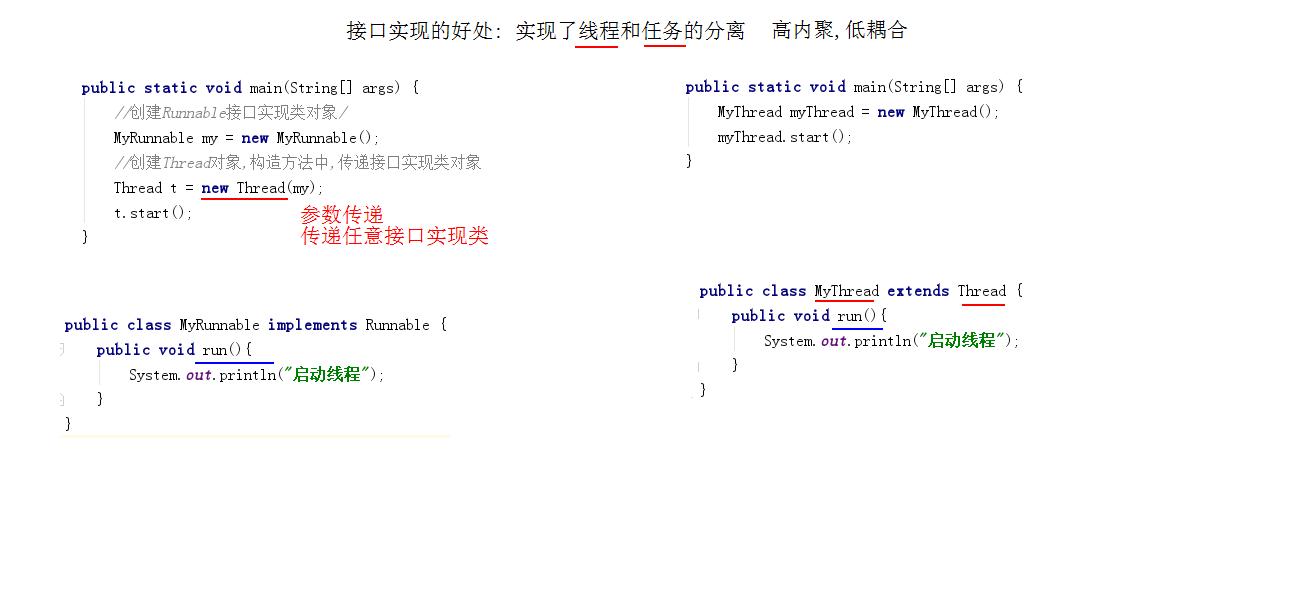 接口实现的好处: 实现了线程和任务的分离 高内聚,低耦合
public static void main(String[] args) {
//创建Runnable接口实现类对象/
MyRunnable my = new MyRunnable();
//创建Thread对象,构造方法中,传递接口实现类对象
Thread t = new Thread(my);
t.start();
}
参数传递
传递任意接口实现类
public class MyRunnable implements Runnable {
public void run(){
System.out.println("启动线程");
}
}
public static void main(String[] args) {
MyThread myThread = new MyThread();
myThread.start();
}
public class MyThread extends Thread {
public void run(){
System.out.println("启动线程");
}
}